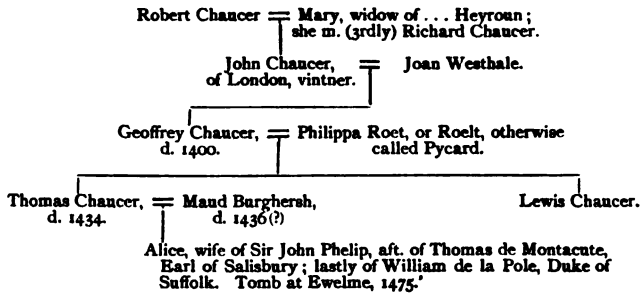 Robert Chaucer = Mary, widow of ... Heyroun;
she m. (3rdly) Richard Chaucer.
John Chaucer, = Joan Westhale.
of London, vintner.
Geoffrey Chaucer, = Philippa Roet, or Roelt, otherwise
d. 1400. called Pycard.
Thomas Chaucer, = Maud Burghersh, Lewis Chaucer.
d. 1434. d. 1436(?)
Alice, wife of Sir John Phelip, aft. of Thomas de Montacute,
Earl of Salisbury; lastly of William de la Pole, Duke of
Suffolk. Tomb at Ewelme, 1475.'